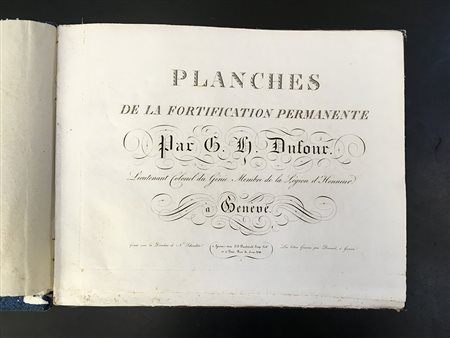 PLANCHES
DE LA FORTIFICATION PERMANENTE
Par G. H. Dufour.
Lieutenant Colonel du Génie Membre de la Légion d'Honneur
à Genève